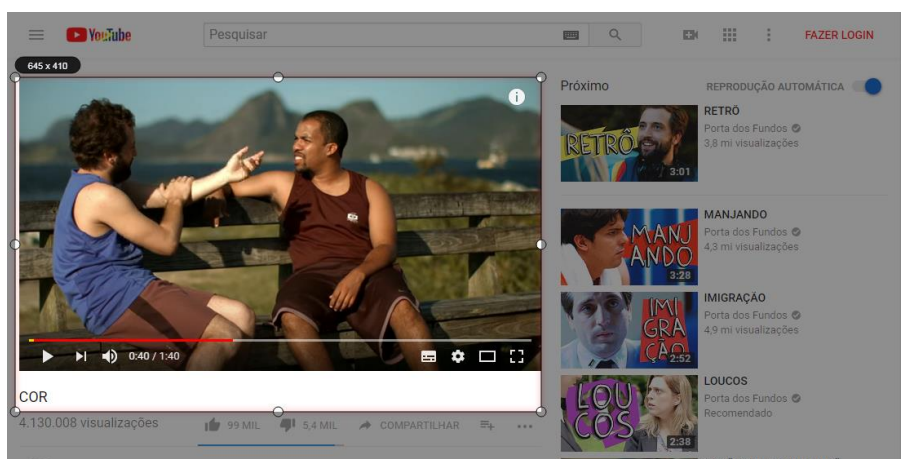 YouTube
Pesquisar
FAZER LOGIN
645 x 410
i
0:40 / 1:40
COR
4.130.008 visualizações
99 MIL
5,4 MIL
COMPARTILHAR
Próximo
REPRODUÇÃO AUTOMÁTICA
RETRÔ
3:01
RETRÔ
Porta dos Fundos
3,8 mi visualizações
MANJ
ANDO
3:28
MANJANDO
Porta dos Fundos
4,3 mi visualizações
IMI
GRA
ÇÃO
2:52
IMIGRAÇÃO
Porta dos Fundos
4,9 mi visualizações
LOU
COS
2:38
LOUCOS
Porta dos Fundos
Recomendado